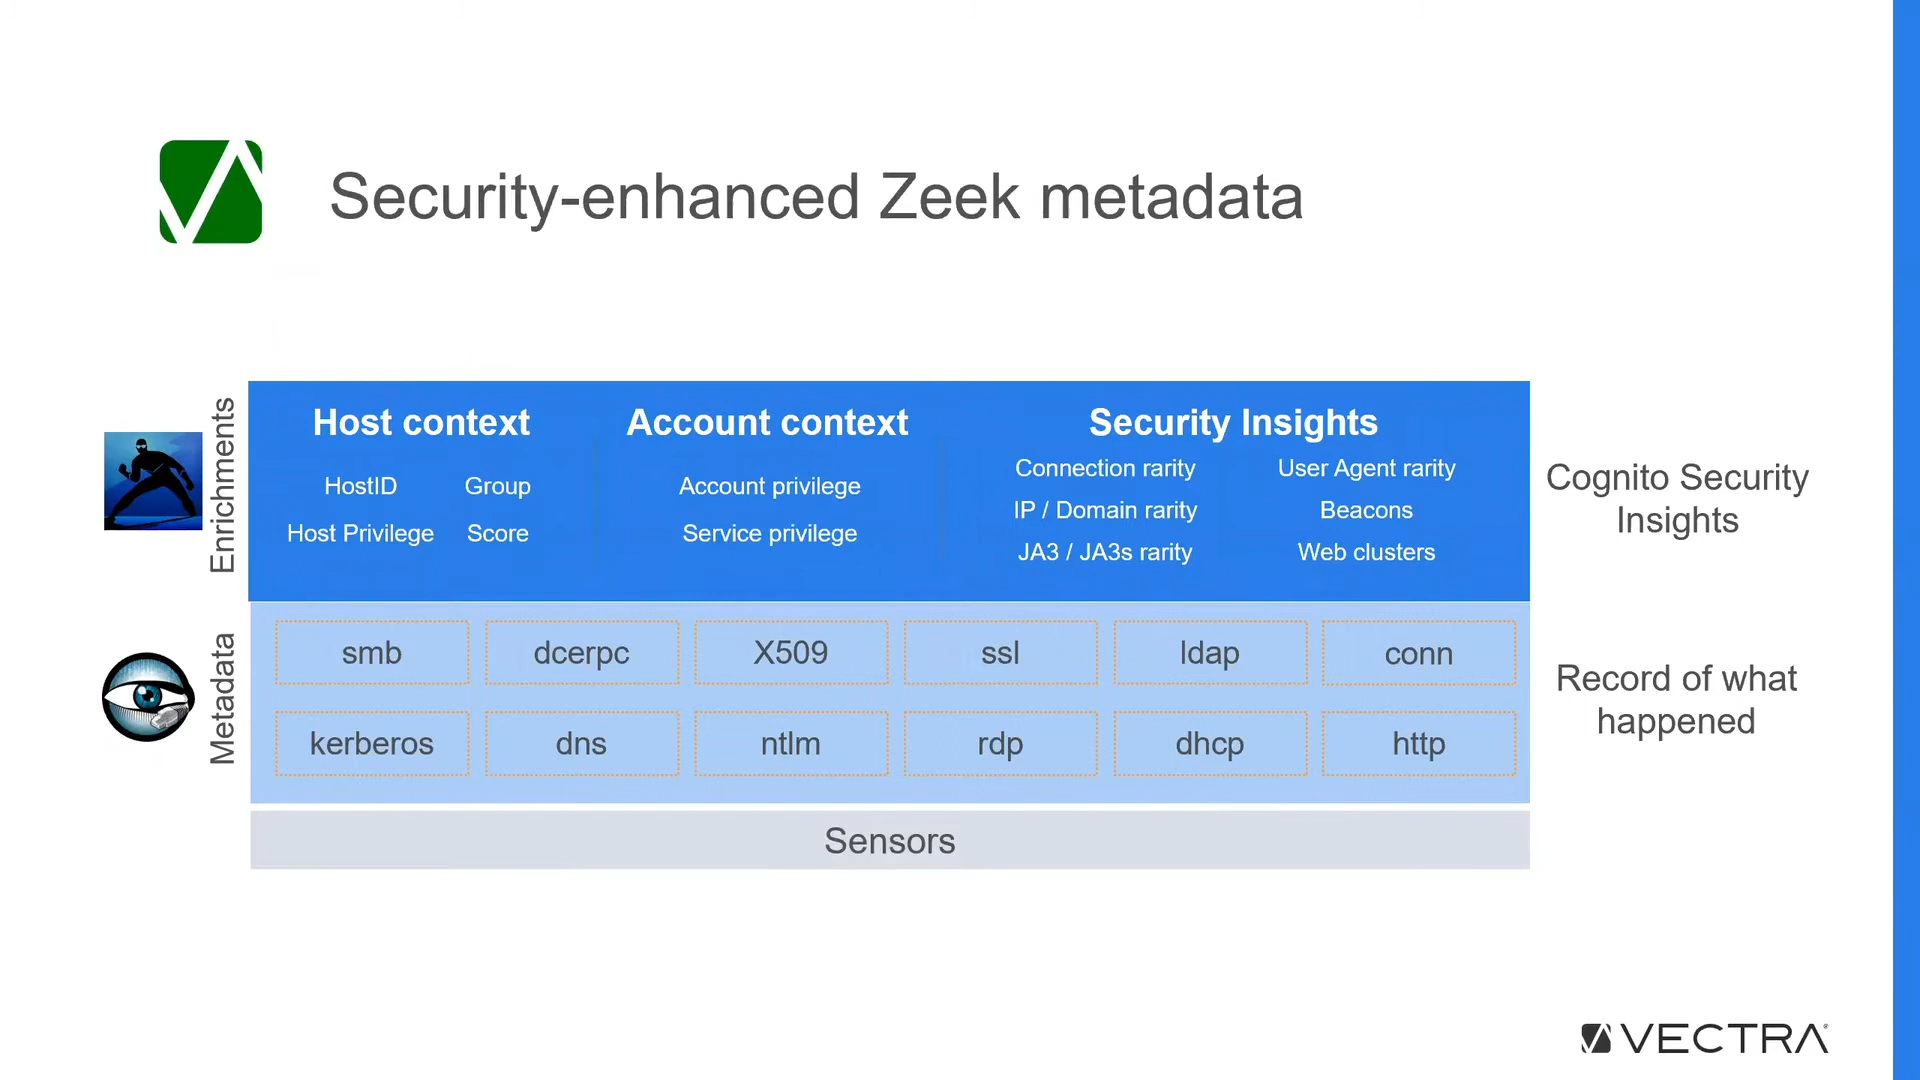 Security-enhanced Zeek metadata
Enrichments
Host context
HostID Group
Host Privilege Score
Account context
Account privilege
Service privilege
Security Insights
Connection rarity User Agent rarity
IP / Domain rarity Beacons
JA3 / JA3s rarity Web clusters
Cognito Security
Insights
Metadata
smb dcerpc X509 ssl ldap conn
kerberos dns ntlm rdp dhcp http
Record of what
happened
Sensors
VECTRA